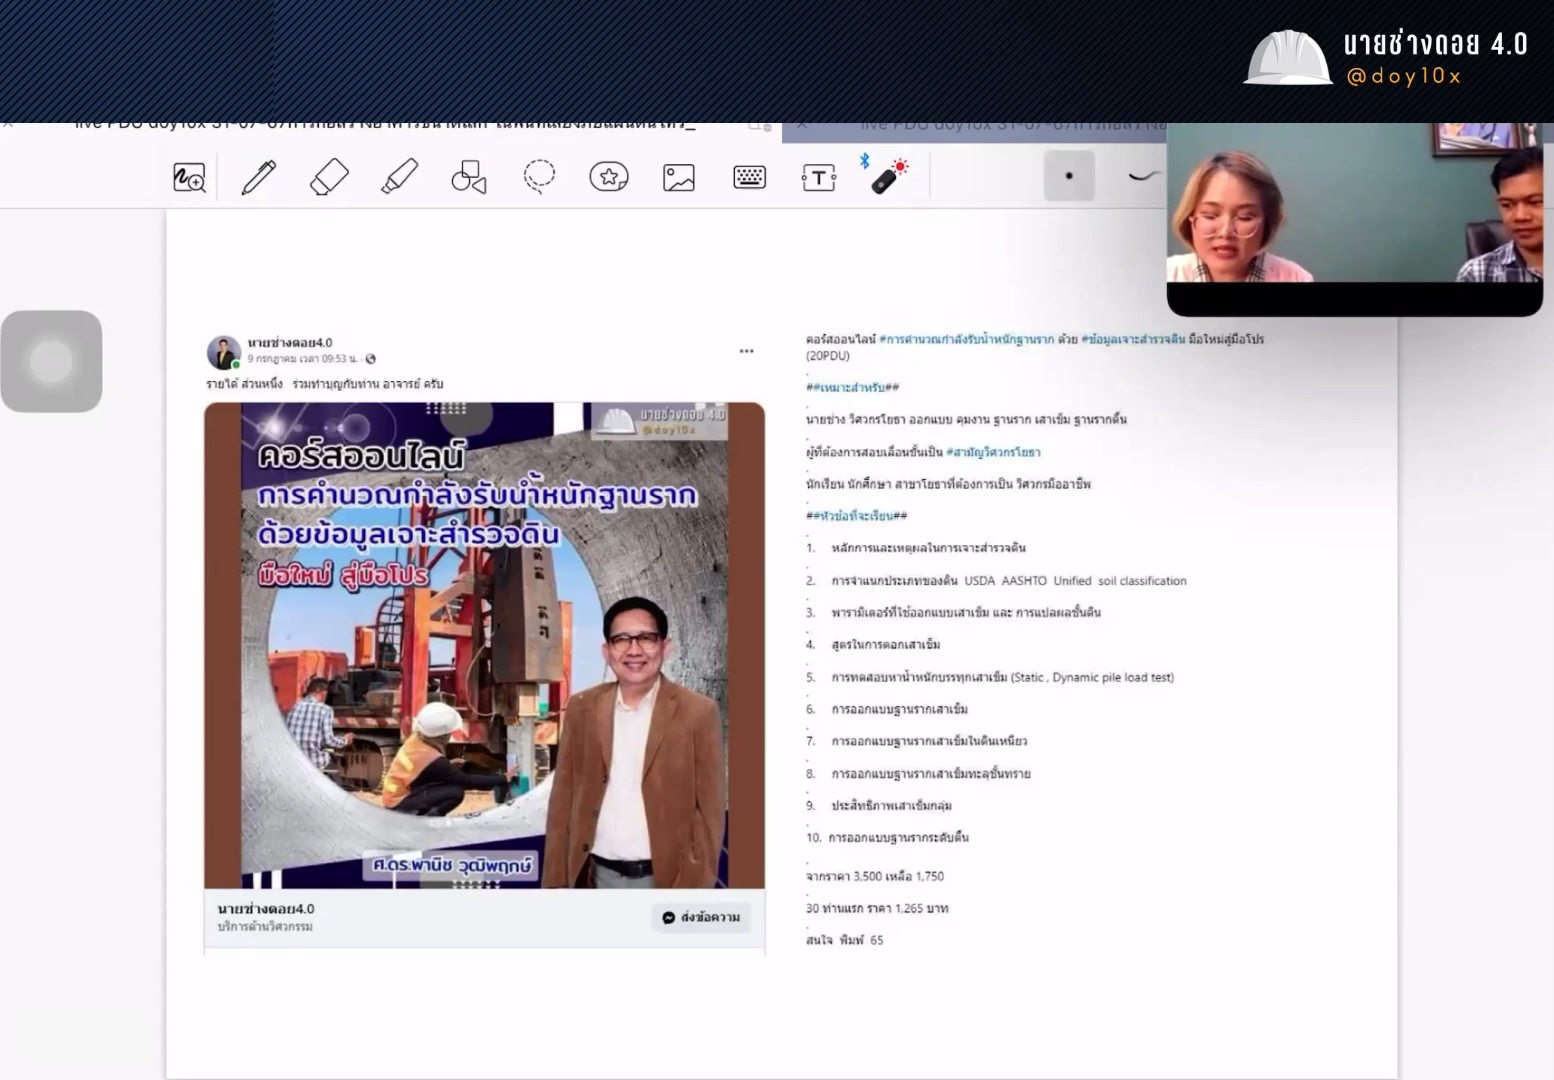 นายช่างดอย 4.0
@doy10x
นายช่างดอย4.0
9 กรกฎาคม เวลา 09:53 น.
รายได้ ส่วนหนึ่ง ร่วมทำบุญกับท่าน อาจารย์ ครับ
นายช่างดอย 4.0
@doy10x
คอร์สออนไลน์
การคำนวณกำลังรับน้ำหนักฐานราก
ด้วยข้อมูลเจาะสำรวจดิน
มือใหม่ สู่มือโปร
ศ.ดร.พานิช วุฒิพฤกษ์
นายช่างดอย4.0
บริการด้านวิศวกรรม
ส่งข้อความ
คอร์สออนไลน์ #การคำนวณกำลังรับน้ำหนักฐานราก ด้วย #ข้อมูลเจาะสำรวจดิน มือใหม่สู่มือโปร
(20PDU)
.
##เหมาะสำหรับ##
.
นายช่าง วิศวกรโยธา ออกแบบ คุมงาน ฐานราก เสาเข็ม ฐานรากตื้น
.
ผู้ที่ต้องการสอบเลื่อนขั้นเป็น #สามัญวิศวกรโยธา
.
นักเรียน นักศึกษา สาขาโยธาที่ต้องการเป็น วิศวกรมืออาชีพ
.
##หัวข้อที่จะเรียน##
.
1. หลักการและเหตุผลในการเจาะสำรวจดิน
.
2. การจำแนกประเภทของดิน USDA AASHTO Unified soil classification
.
3. พารามิเตอร์ที่ใช้ออกแบบเสาเข็ม และ การแปลผลชั้นดิน
.
4. สูตรในการตอกเสาเข็ม
.
5. การทดสอบหาน้ำหนักบรรทุกเสาเข็ม (Static , Dynamic pile load test)
.
6. การออกแบบฐานรากเสาเข็ม
.
7. การออกแบบฐานรากเสาเข็มในดินเหนียว
.
8. การออกแบบฐานรากเสาเข็มทะลุชั้นทราย
.
9. ประสิทธิภาพเสาเข็มกลุ่ม
.
10. การออกแบบฐานรากระดับตื้น
.
จากราคา 3,500 เหลือ 1,750
.
30 ท่านแรก ราคา 1,265 บาท
.
สนใจ พิมพ์ 65